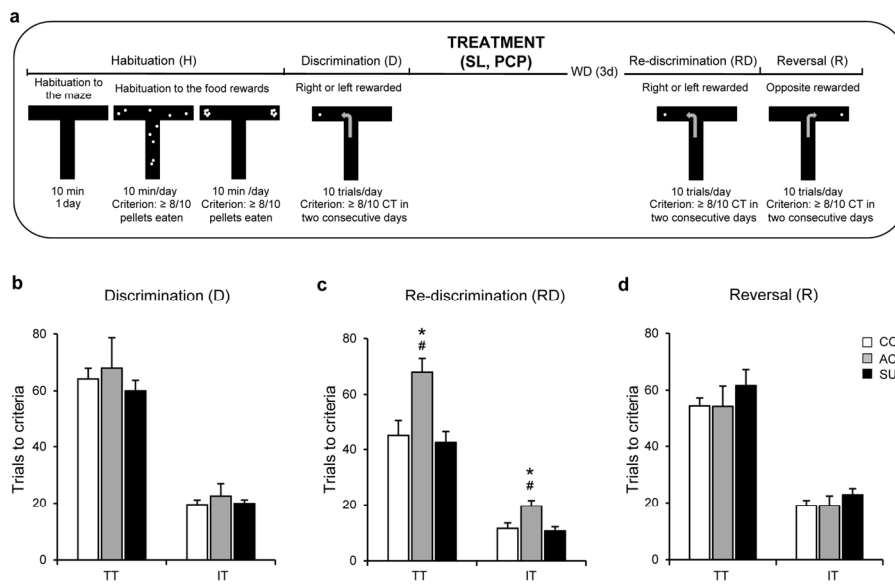 a
TREATMENT
(SL, PCP)
Habituation (H)
Discrimination (D)
WD (3d)
Re-discrimination (RD)
Reversal (R)
Habituation to
the maze
Habituation to the food rewards
Right or left rewarded
Right or left rewarded
Opposite rewarded
10 min
1 day
10 min/day
Criterion: ≥ 8/10
pellets eaten
10 min /day
Criterion: ≥ 8/10
pellets eaten
10 trials/day
Criterion: ≥ 8/10 CT in
two consecutive days
10 trials/day
Criterion: ≥ 8/10 CT in
two consecutive days
10 trials/day
Criterion: ≥ 8/10 CT in
two consecutive days
b
Discrimination (D)
Trials to criteria
80
60
40
20
0
TT
IT
c
Re-discrimination (RD)
Trials to criteria
80
60
40
20
0
*
#
*
#
TT
IT
d
Reversal (R)
Trials to criteria
80
60
40
20
0
TT
IT